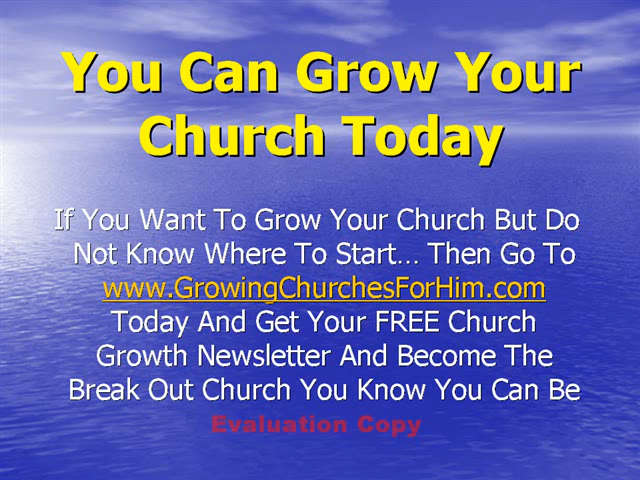 You Can Grow Your
Church Today
If You Want To Grow Your Church But Do
Not Know Where To Start… Then Go To
www.GrowingChurchesForHim.com
Today And Get Your FREE Church
Growth Newsletter And Become The
Break Out Church You Know You Can Be
Evaluation Copy